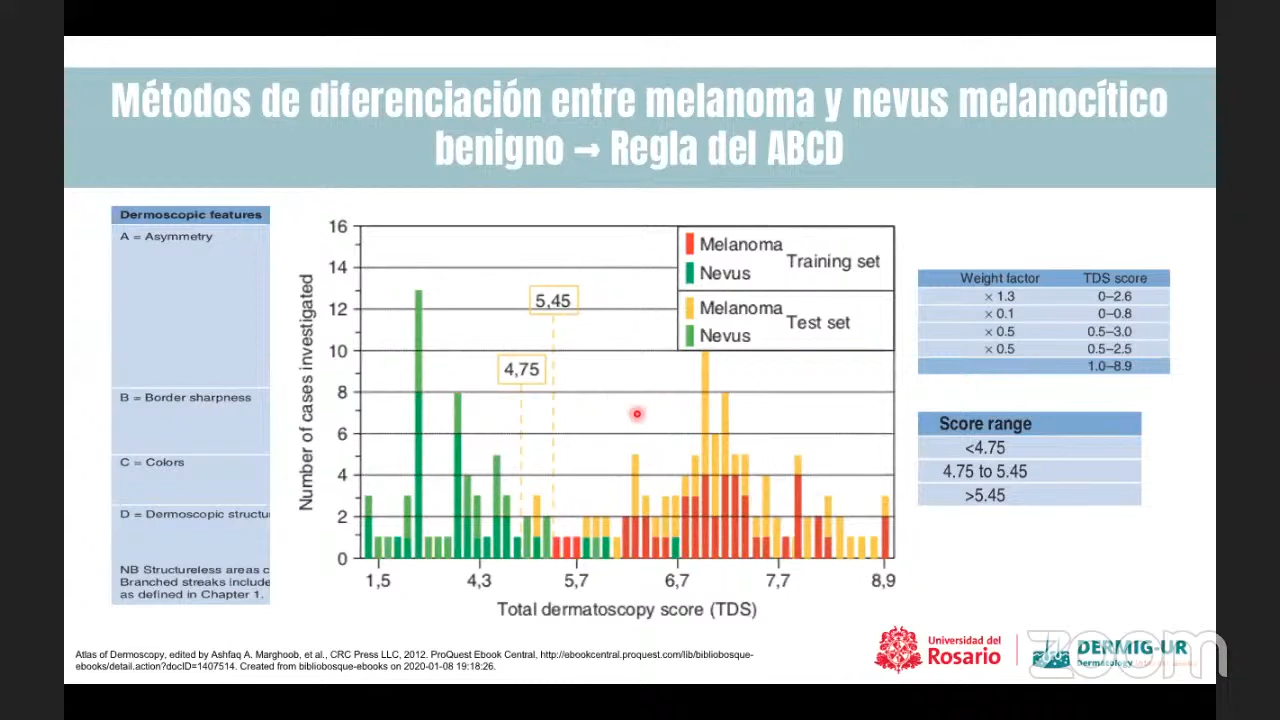 Métodos de diferenciación entre melanoma y nevus melanocítico
benigno → Regla del ABCD
Dermoscopic features
A = Asymmetry
B = Border sharpness
C = Colors
D = Dermoscopic structu
NB Structureless areas c
Branched streaks include
as defined in Chapter 1.
Number of cases investigated
16
14
12
10
8
6
4
2
0
5,45
4,75
Melanoma
Nevus
Training set
Melanoma
Nevus
Test set
1,5 4,3 5,7 6,7 7,7 8,9
Total dermatoscopy score (TDS)
Weight factor TDS score
× 1.3 0–2.6
× 0.1 0–0.8
× 0.5 0.5–3.0
× 0.5 0.5–2.5
1.0–8.9
Score range
<4.75
4.75 to 5.45
>5.45
Atlas of Dermoscopy, edited by Ashfaq A. Marghoob, et al., CRC Press LLC, 2012. ProQuest Ebook Central, http://ebookcentral.proquest.com/lib/bibliobosque-
ebooks/detail.action?docID=1407514. Created from bibliobosque-ebooks on 2020-01-08 19:18:26.
Universidad del
Rosario
DERMIG-UR
Dermatology
zoom